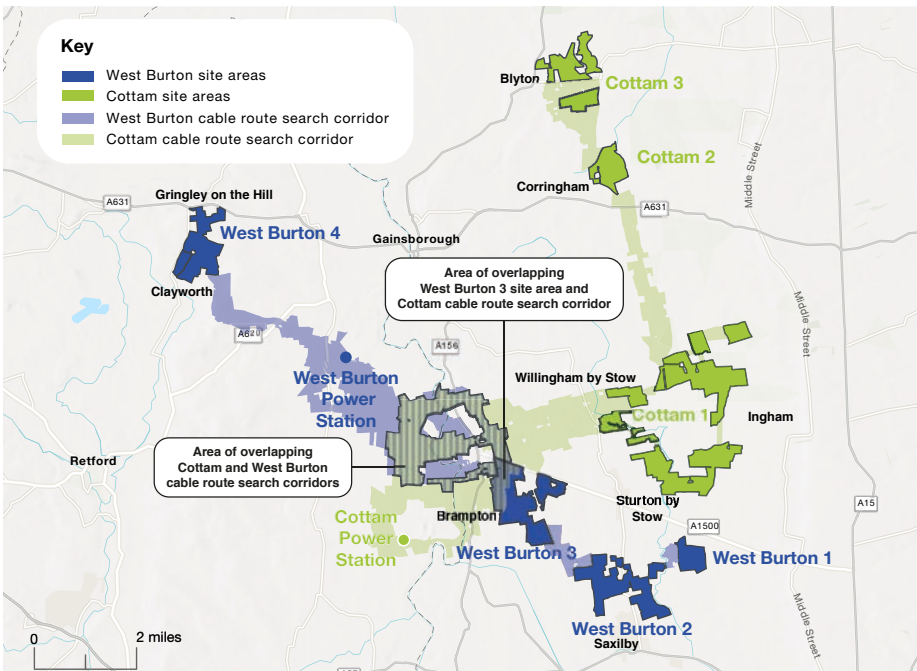 Key
West Burton site areas
Cottam site areas
West Burton cable route search corridor
Cottam cable route search corridor
Blyton
Cottam 3
Cottam 2
Corringham
Middle Street
A631
Gringley on the Hill
A631
West Burton 4
Gainsborough
Clayworth
Area of overlapping
West Burton 3 site area and
Cottam cable route search corridor
Middle Street
A620
A156
West Burton
Power
Station
Willingham by Stow
Cottam 1
Ingham
Area of overlapping
Cottam and West Burton
cable route search corridors
Retford
Sturton by
Stow
A15
Brampton
Cottam
Power
Station
A1500
West Burton 3
West Burton 1
West Burton 2
Saxilby
Middle Street
0
2 miles